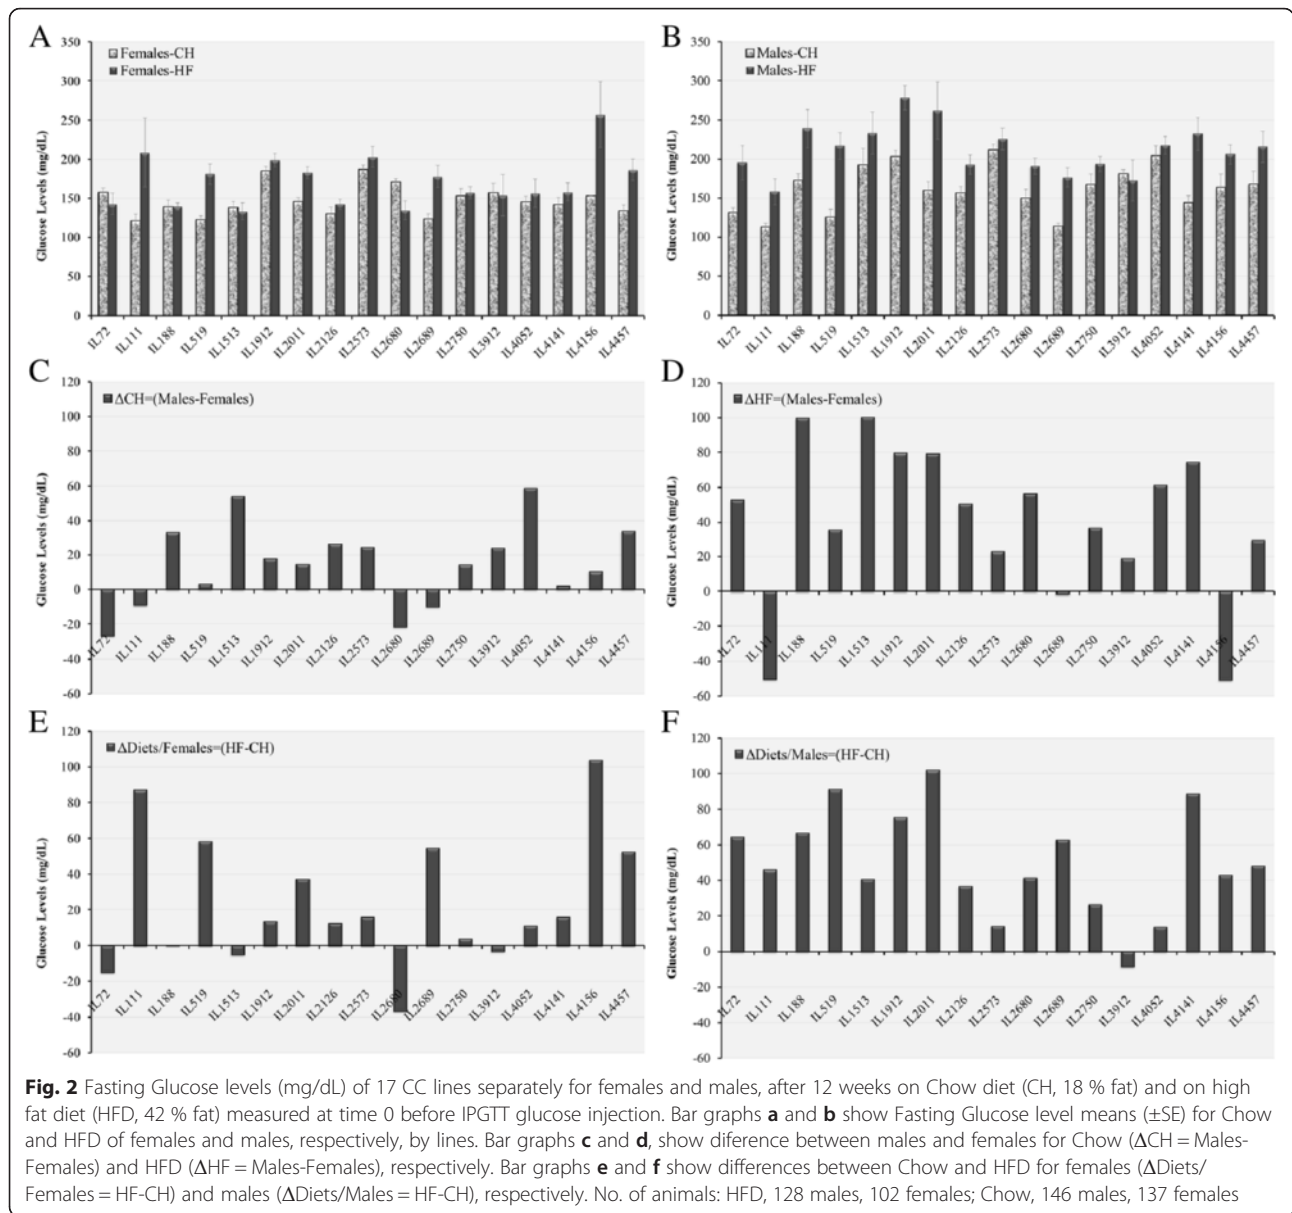 A
350
300
250
200
150
100
50
0
Glucose Levels (mg/dL)
Females-CH
Females-HF
IL72
IL111
IL188
IL519
IL1513
IL1912
IL2011
IL2126
IL2573
IL2680
IL2689
IL2750
IL3912
IL4052
IL4141
IL4156
IL4457
B
350
300
250
200
150
100
50
0
Glucose Levels (mg/dL)
Males-CH
Males-HF
IL72
IL111
IL188
IL519
IL1513
IL1912
IL2011
IL2126
IL2573
IL2680
IL2689
IL2750
IL3912
IL4052
IL4141
IL4156
IL4457
C
120
100
80
60
40
20
0
-20
-40
-60
Glucose Levels (mg/dL)
ΔCH=(Males-Females)
IL72
IL111
IL188
IL519
IL1513
IL1912
IL2011
IL2126
IL2573
IL2680
IL2689
IL2750
IL3912
IL4052
IL4141
IL4156
IL4457
D
120
100
80
60
40
20
0
-20
-40
-60
Glucose Levels (mg/dL)
ΔHF=(Males-Females)
IL72
IL111
IL188
IL519
IL1513
IL1912
IL2011
IL2126
IL2573
IL2680
IL2689
IL2750
IL3912
IL4052
IL4141
IL4156
IL4457
E
120
100
80
60
40
20
0
-20
-40
-60
Glucose Levels (mg/dL)
ΔDiets/Females=(HF-CH)
IL72
IL111
IL188
IL519
IL1513
IL1912
IL2011
IL2126
IL2573
IL2680
IL2689
IL2750
IL3912
IL4052
IL4141
IL4156
IL4457
F
120
100
80
60
40
20
0
-20
-40
-60
Glucose Levels (mg/dL)
ΔDiets/Males=(HF-CH)
IL72
IL111
IL188
IL519
IL1513
IL1912
IL2011
IL2126
IL2573
IL2680
IL2689
IL2750
IL3912
IL4052
IL4141
IL4156
IL4457
Fig. 2 Fasting Glucose levels (mg/dL) of 17 CC lines separately for females and males, after 12 weeks on Chow diet (CH, 18 % fat) and on high
fat diet (HFD, 42 % fat) measured at time 0 before IPGTT glucose injection. Bar graphs a and b show Fasting Glucose level means (±SE) for Chow
and HFD of females and males, respectively, by lines. Bar graphs c and d, show diference between males and females for Chow (ΔCH = Males-
Females) and HFD (ΔHF = Males-Females), respectively. Bar graphs e and f show differences between Chow and HFD for females (ΔDiets/
Females = HF-CH) and males (ΔDiets/Males = HF-CH), respectively. No. of animals: HFD, 128 males, 102 females; Chow, 146 males, 137 females